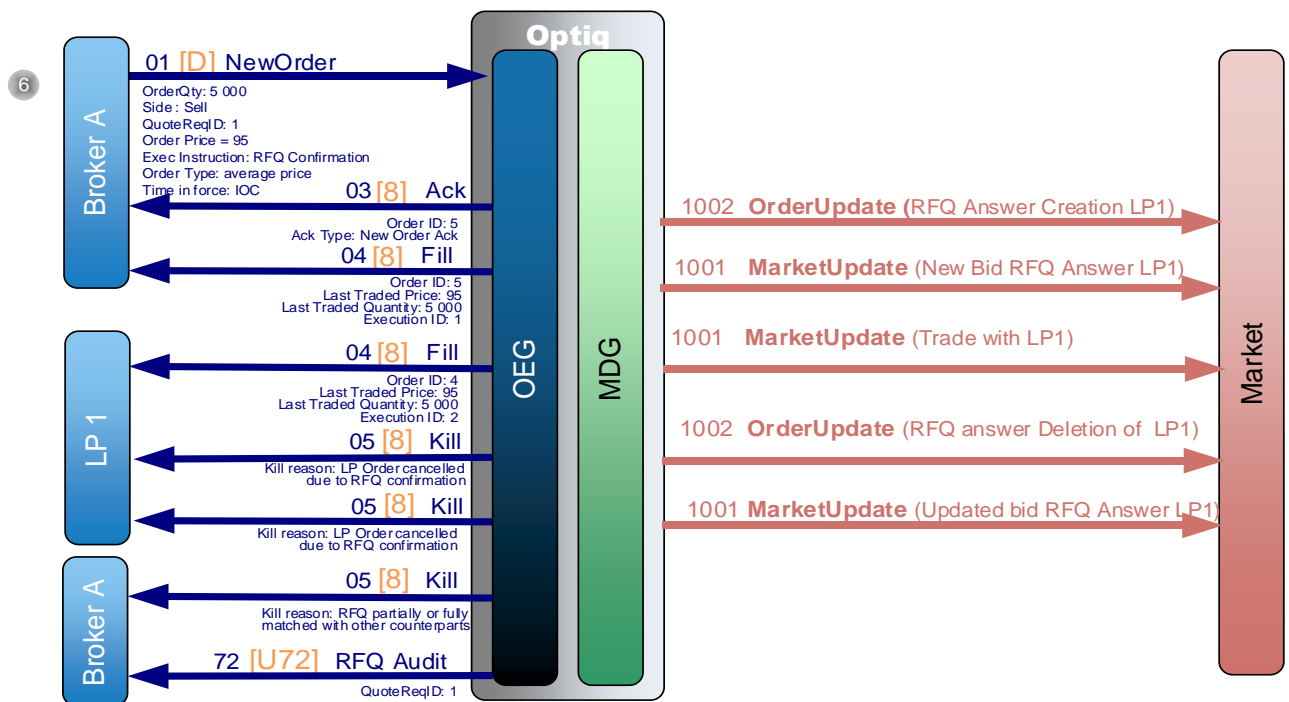 Optiq
6
01 [D] NewOrder
OrderQty: 5 000
Side : Sell
QuoteReqID: 1
Order Price = 95
Exec Instruction: RFQ Confirmation
Order Type: average price
Time in force: IOC
Broker A
03 [8] Ack
Order ID: 5
Ack Type: New Order Ack
04 [8] Fill
Order ID: 5
Last Traded Price: 95
Last Traded Quantity: 5 000
Execution ID: 1
LP 1
04 [8] Fill
Order ID: 4
Last Traded Price: 95
Last Traded Quantity: 5 000
Execution ID: 2
05 [8] Kill
Kill reason: LP Order cancelled
due to RFQ confirmation
05 [8] Kill
Kill reason: LP Order cancelled
due to RFQ confirmation
Broker A
05 [8] Kill
Kill reason: RFQ partially or fully
matched with other counterparts
72 [U72] RFQ Audit
QuoteReqID: 1
OEG
MDG
1002 OrderUpdate (RFQ Answer Creation LP1)
1001 MarketUpdate (New Bid RFQ Answer LP1)
1001 MarketUpdate (Trade with LP1)
1002 OrderUpdate (RFQ answer Deletion of LP1)
1001 MarketUpdate (Updated bid RFQ Answer LP1)
Market